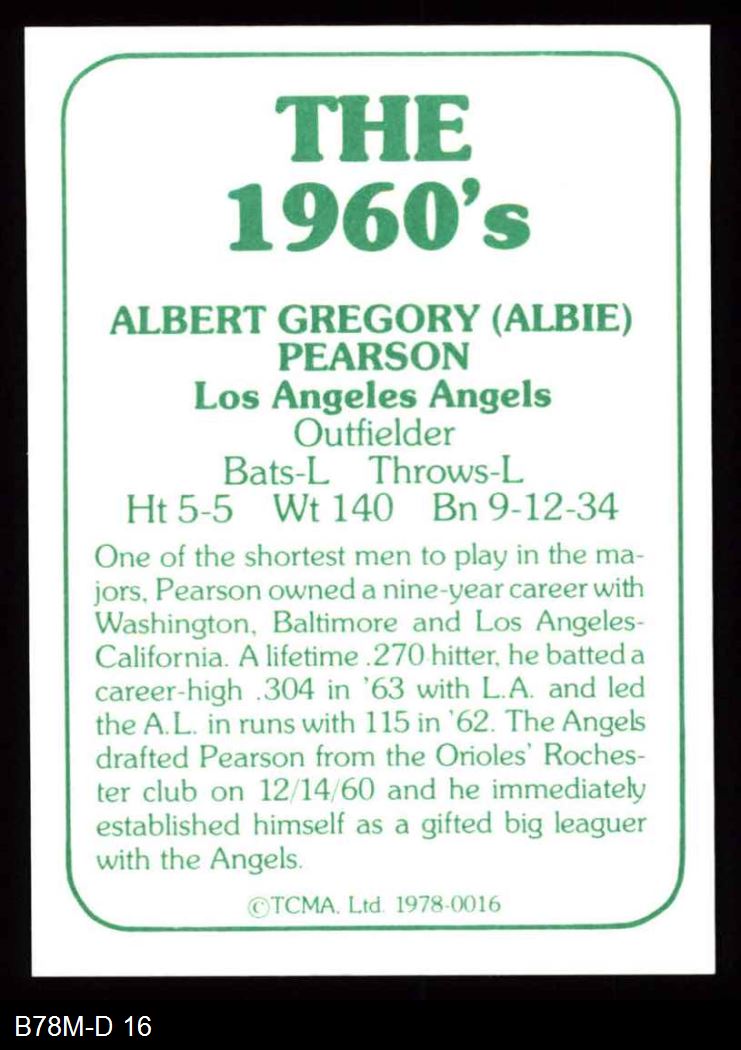 THE
1960's
ALBERT GREGORY (ALBIE)
PEARSON
Los Angeles Angels
Outfielder
Bats-L Throws-L
Ht 5-5 Wt 140 Bn 9-12-34
One of the shortest men to play in the ma-
jors, Pearson owned a nine-year career with
Washington, Baltimore and Los Angeles-
California. A lifetime .270 hitter, he batted a
career-high .304 in '63 with L.A. and led
the A.L. in runs with 115 in '62. The Angels
drafted Pearson from the Orioles' Roches-
ter club on 12/14/60 and he immediately
established himself as a gifted big leaguer
with the Angels.
©TCMA, Ltd. 1978-0016
B78M-D 16